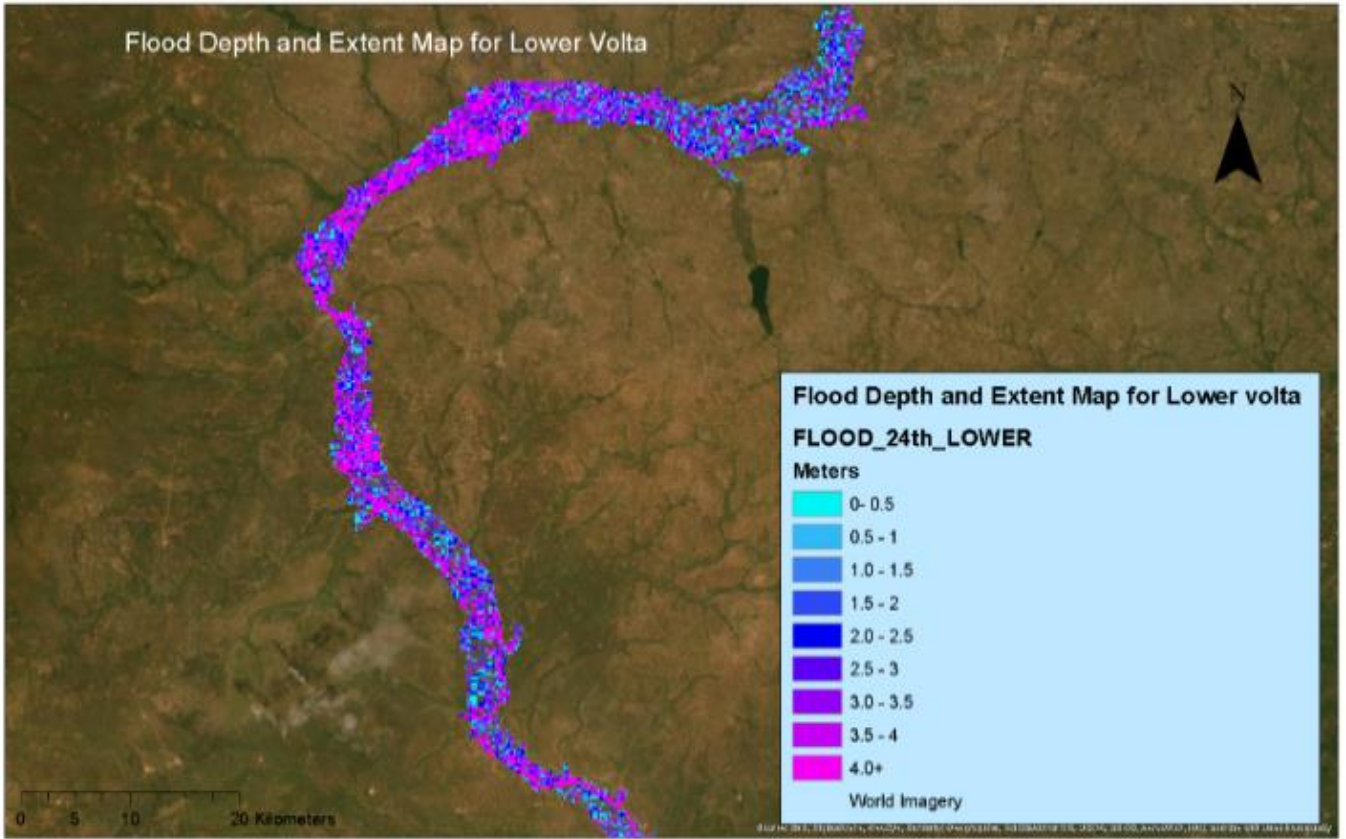 Flood Depth and Extent Map for Lower Volta
N
Flood Depth and Extent Map for Lower volta
FLOOD_24th_LOWER
Meters
0- 0.5
0.5 - 1
1.0 - 1.5
1.5 - 2
2.0 - 2.5
2.5 - 3
3.0 - 3.5
3.5 - 4
4.0+
World Imagery
0 5 10 20 Kilometers